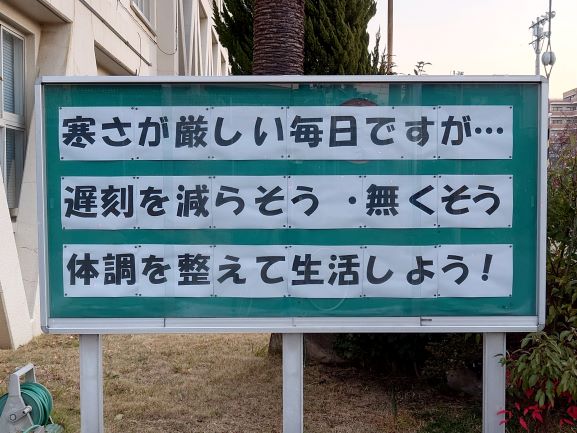 寒さが厳しい毎日ですが…
遅刻を減らそう・無くそう
体調を整えて生活しよう!